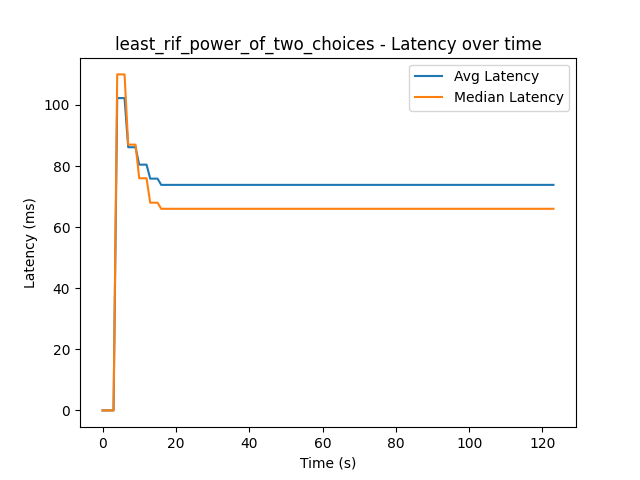 least_rif_power_of_two_choices - Latency over time
Avg Latency
Median Latency
Latency (ms)
100
80
60
40
20
0
0 20 40 60 80 100 120
Time (s)